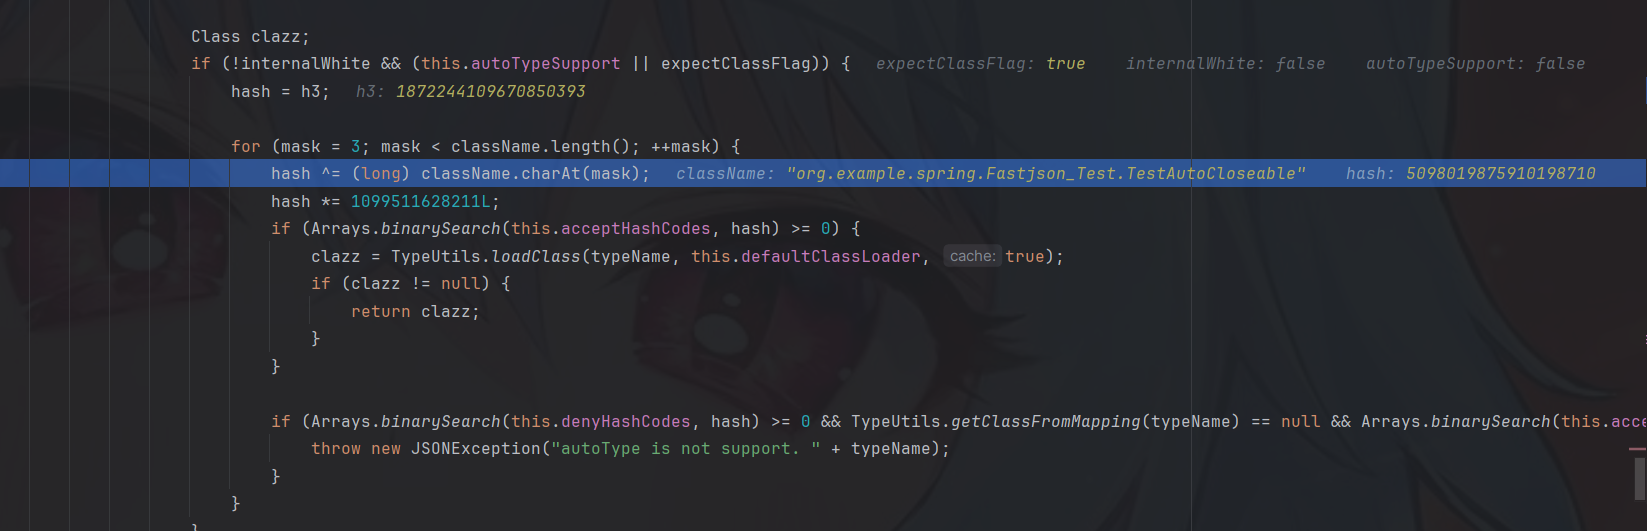 Class clazz;
if (!internalWhite && (this.autoTypeSupport || expectClassFlag)) { expectClassFlag: true internalWhite: false autoTypeSupport: false
hash = h3; h3: 1872244109670850393
for (mask = 3; mask < className.length(); ++mask) {
hash ^= (long) className.charAt(mask); className: "org.example.spring.Fastjson_Test.TestAutoCloseable" hash: 5098019875910198710
hash *= 1099511628211L;
if (Arrays.binarySearch(this.acceptHashCodes, hash) >= 0) {
clazz = TypeUtils.loadClass(typeName, this.defaultClassLoader, cache: true);
if (clazz != null) {
return clazz;
}
}
if (Arrays.binarySearch(this.denyHashCodes, hash) >= 0 && TypeUtils.getClassFromMapping(typeName) == null && Arrays.binarySearch(this.acce
throw new JSONException("autoType is not support. " + typeName);
}
}
}